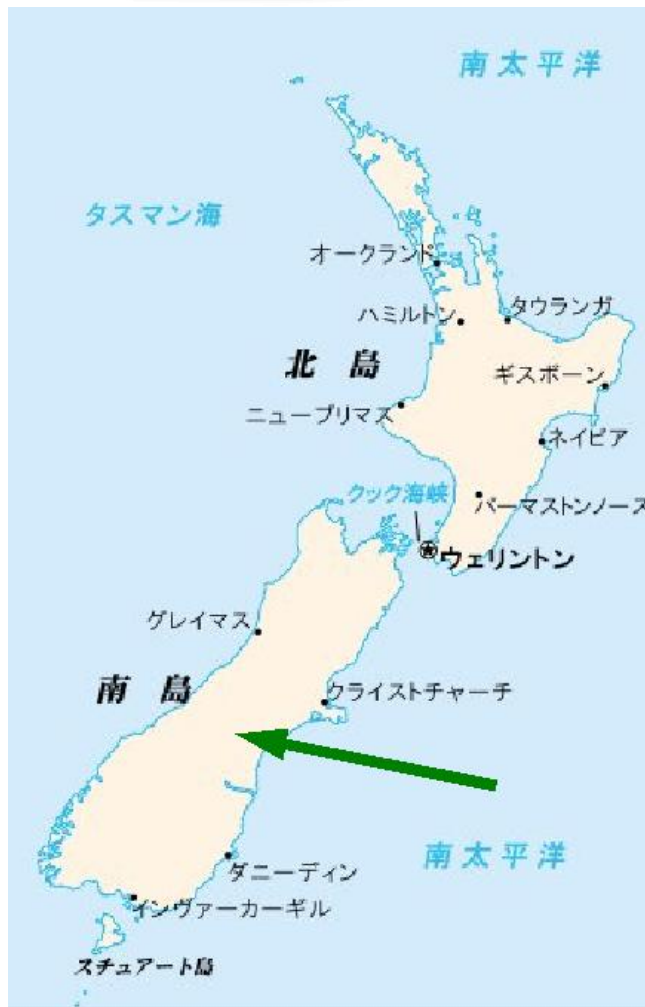 南太平洋
タスマン海
オークランド
ハミルトン
タウランガ
北島
ギスボーン
ニュープリマス
ネイピア
クック海峡
パーマストンノース
ウェリントン
グレイマス
南島
クライストチャーチ
南太平洋
ダニーディン
インヴァーカーギル
スチュアート島